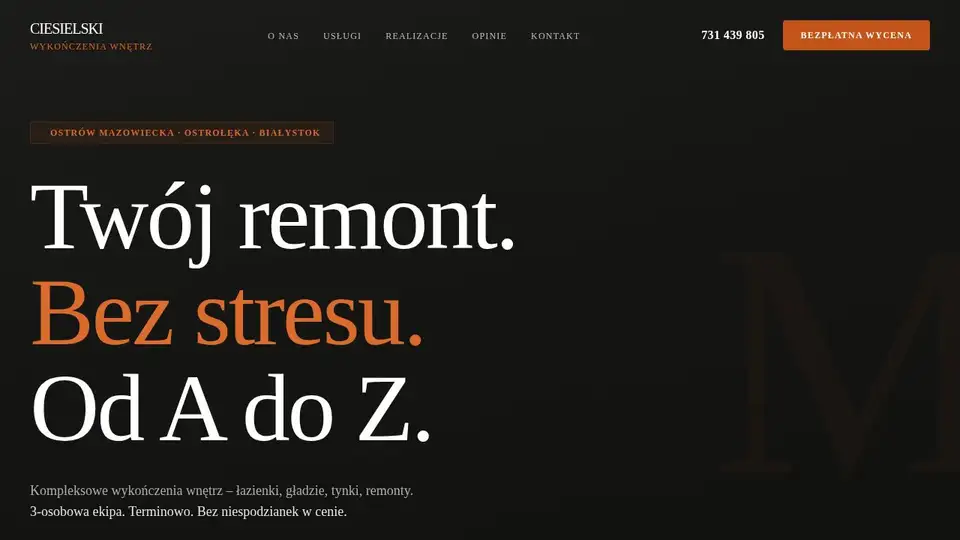 CIESIELSKI
WYKOŃCZENIA WNĘTRZ
O NAS USŁUGI REALIZACJE OPINIE KONTAKT
731 439 805
BEZPŁATNA WYCENA
OSTRÓW MAZOWIECKA · OSTROŁĘKA · BIAŁYSTOK
Twój remont.
Bez stresu.
Od A do Z.
Kompleksowe wykończenia wnętrz – łazienki, gładzie, tynki, remonty.
3-osobowa ekipa. Terminowo. Bez niespodzianek w cenie.
M